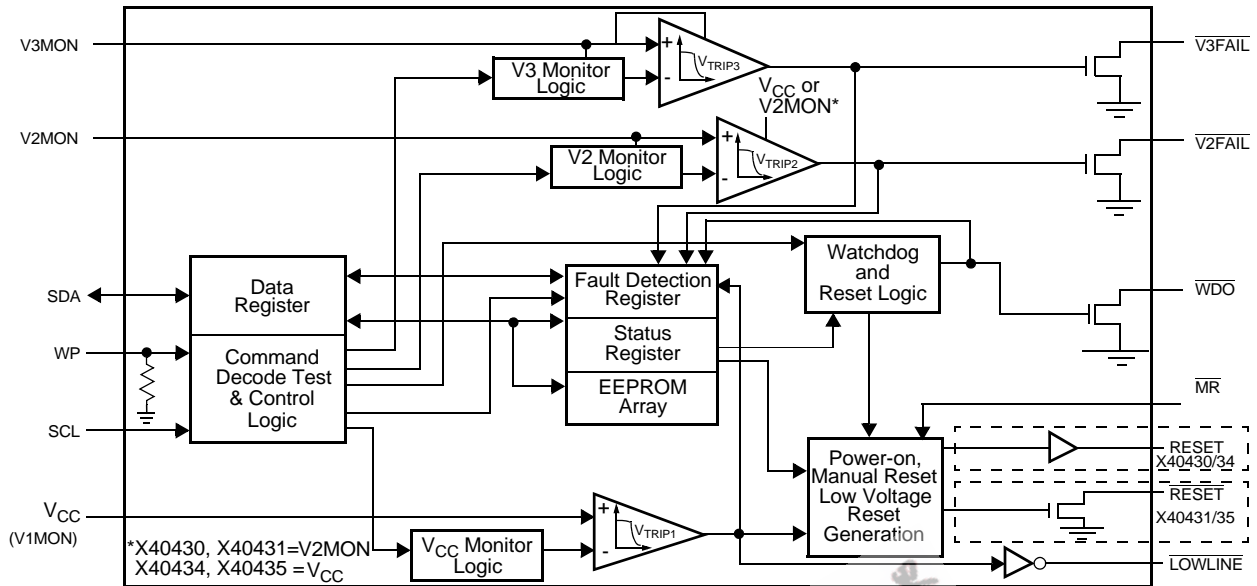 V3MON
+
-
VTRIP3
V3 Monitor
Logic
V3FAIL
VCC or
V2MON*
V2MON
+
-
VTRIP2
V2 Monitor
Logic
V2FAIL
Watchdog
and
Reset Logic
Data
Register
Fault Detection
Register
SDA
WDO
WP
Command
Decode Test
& Control
Logic
Status
Register
EEPROM
Array
MR
SCL
RESET
X40430/34
Power-on,
Manual Reset
Low Voltage
Reset
Generation
RESET
X40431/35
VCC
(V1MON)
+
-
VTRIP1
VCC Monitor
Logic
*X40430, X40431=V2MON
X40434, X40435 =VCC
LOWLINE